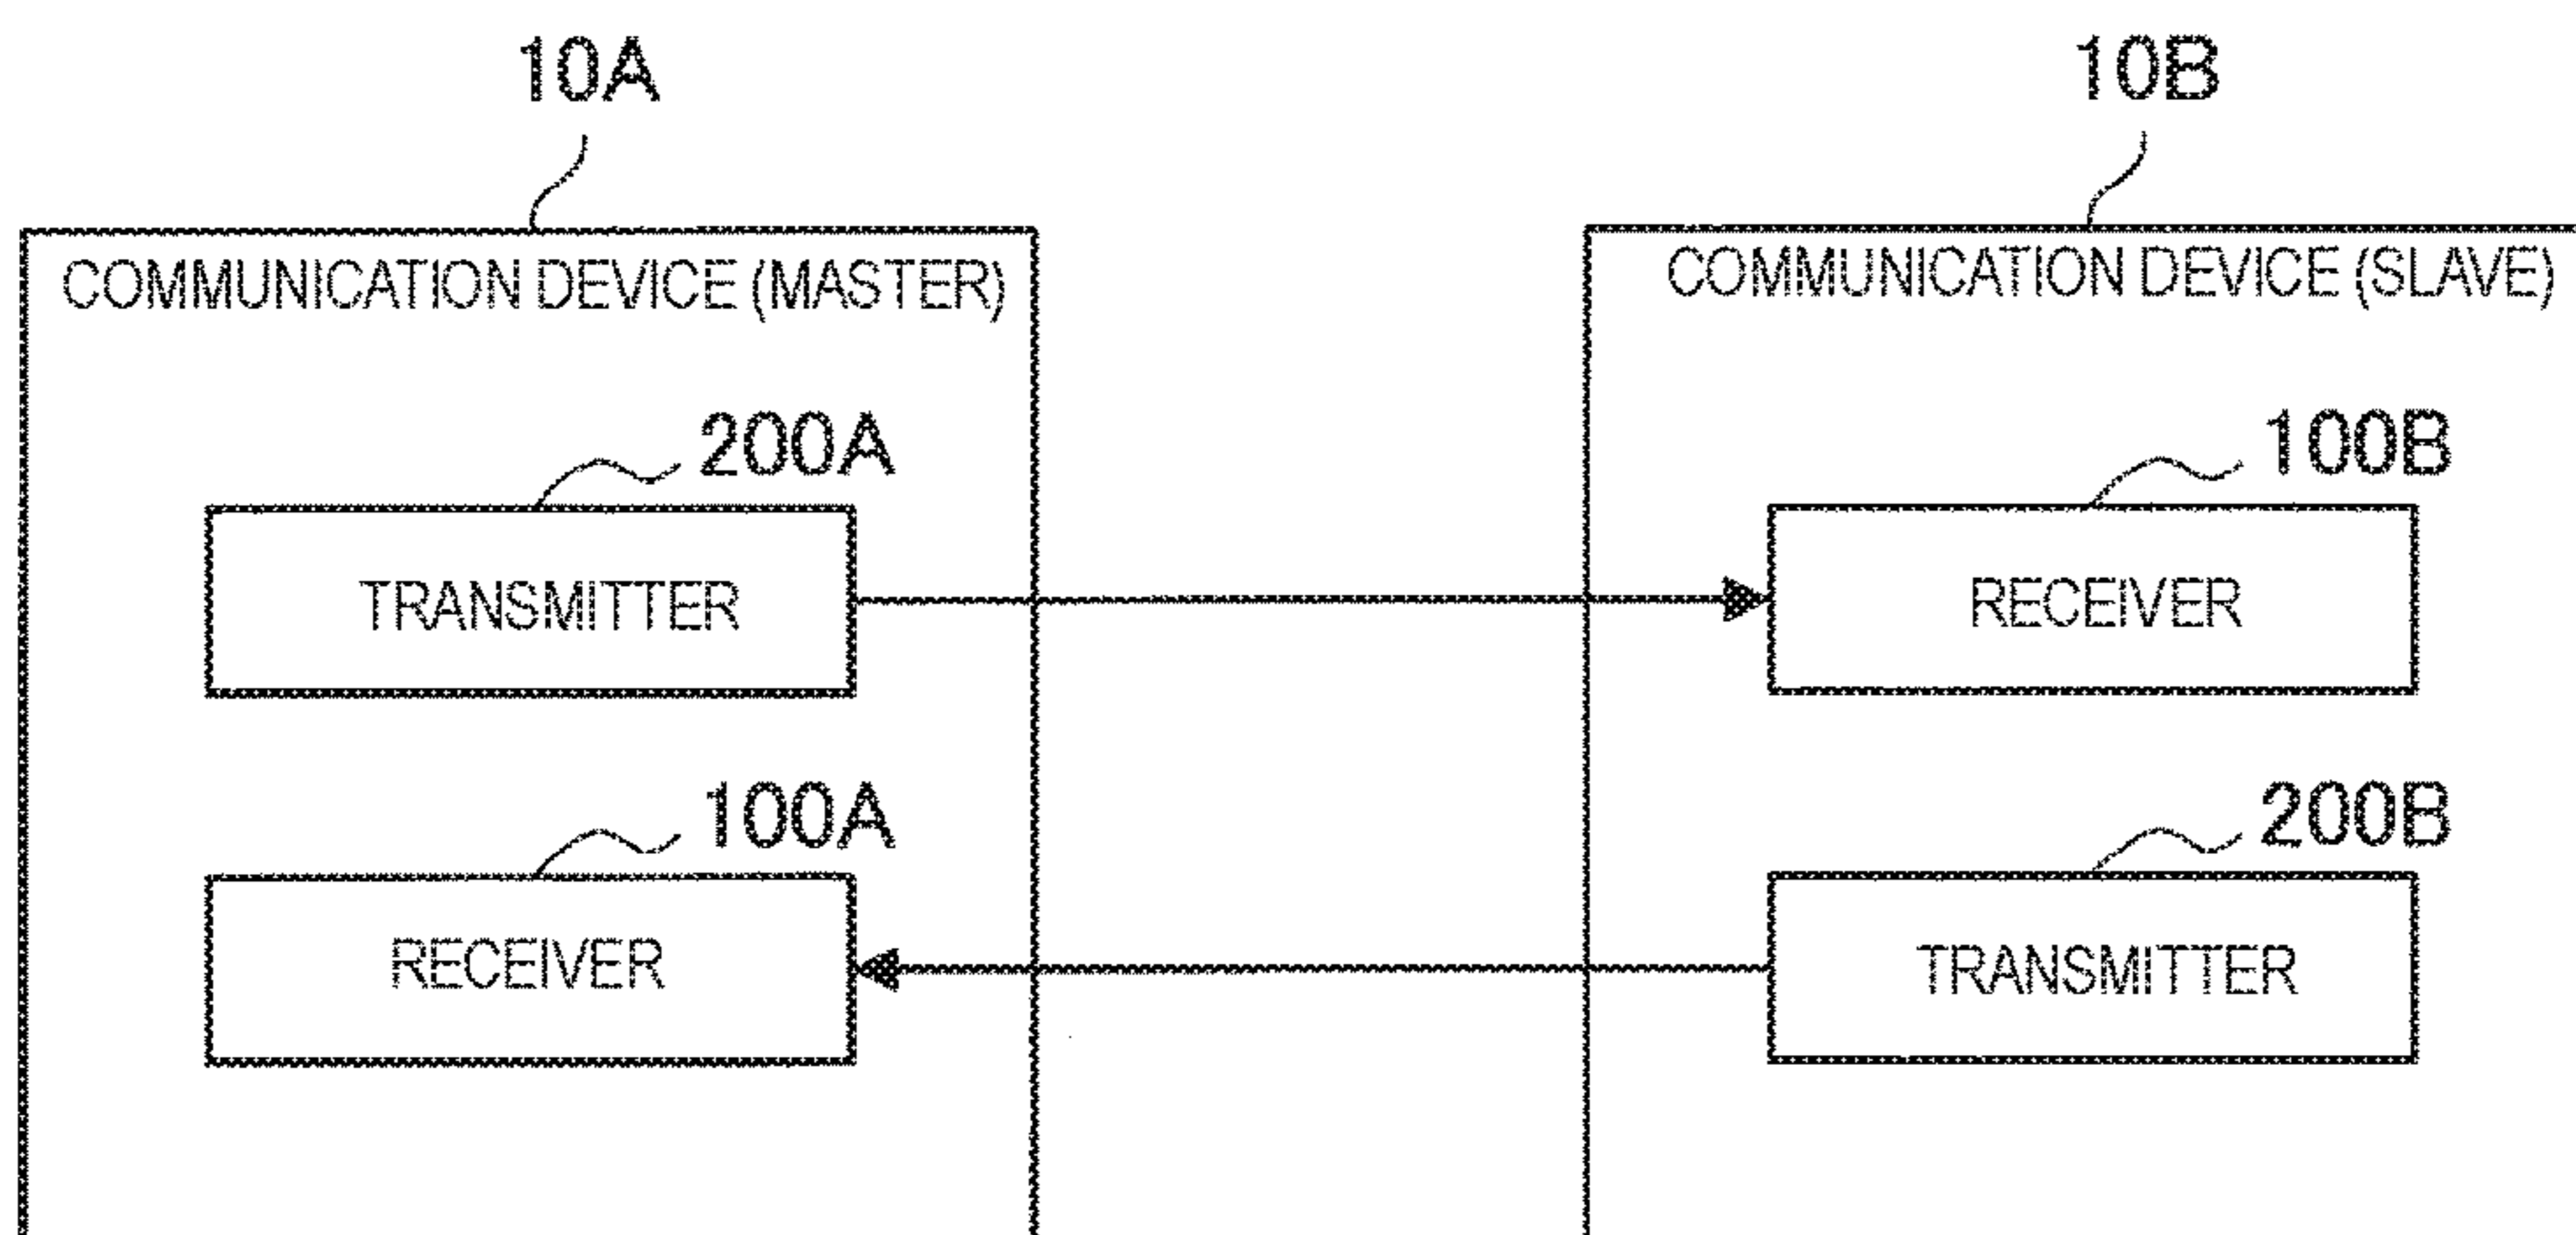 10A
10B
COMMUNICATION DEVICE (MASTER)
COMMUNICATION DEVICE (SLAVE)
200A
100B
TRANSMITTER
RECEIVER
100A
200B
RECEIVER
TRANSMITTER